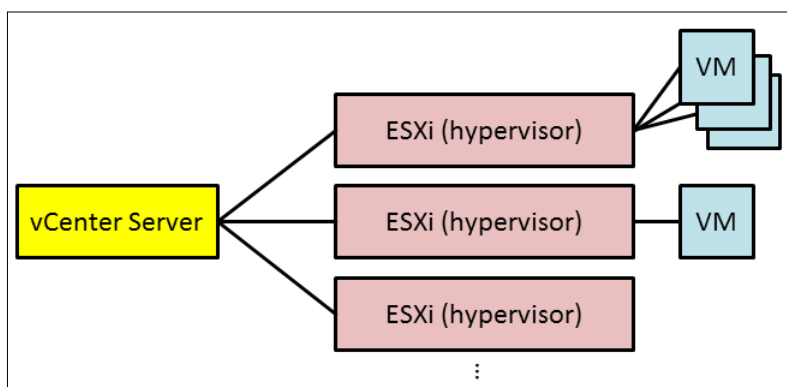 VM
ESXi (hypervisor)
vCenter Server
ESXi (hypervisor)
VM
ESXi (hypervisor)
...